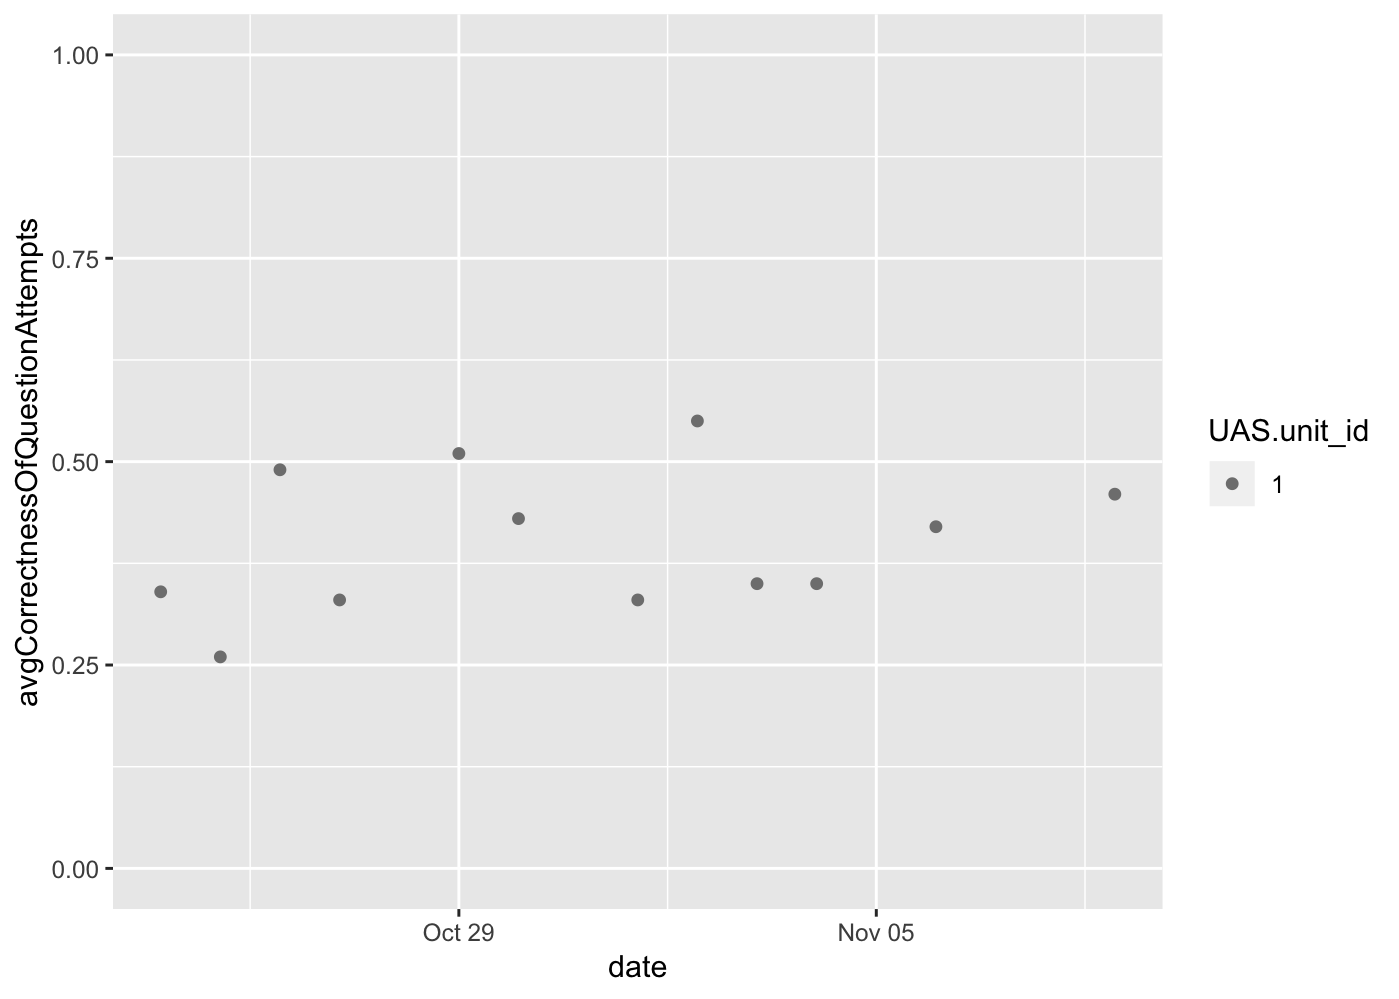 1.00
0.75
0.50
0.25
0.00
avgCorrectnessOfQuestionAttempts
Oct 29
Nov 05
date
UAS.unit_id
1